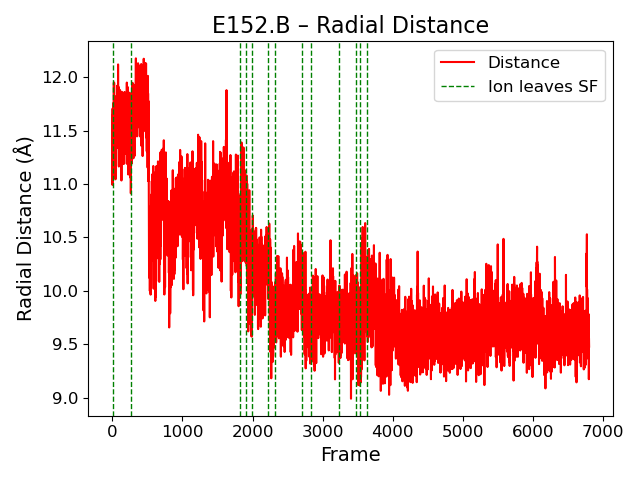 E152.B – Radial Distance
Distance
Ion leaves SF
Radial Distance (Å)
12.0
11.5
11.0
10.5
10.0
9.5
9.0
0 1000 2000 3000 4000 5000 6000 7000
Frame